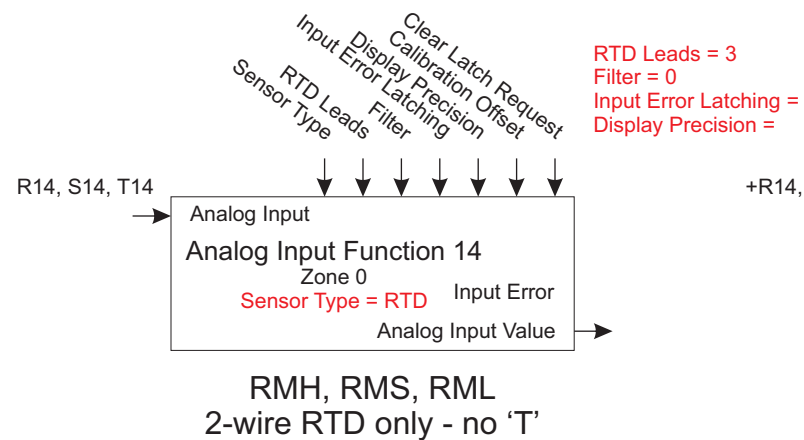 Sensor Type
RTD Leads
Filter
Input Error Latching
Display Precision
Calibration Offset
Clear Latch Request
RTD Leads = 3
Filter = 0
Input Error Latching =
Display Precision =
R14, S14, T14
+R14,
Analog Input
Analog Input Function 14
Zone 0
Sensor Type = RTD
Input Error
Analog Input Value
RMH, RMS, RML
2-wire RTD only - no ‘T’